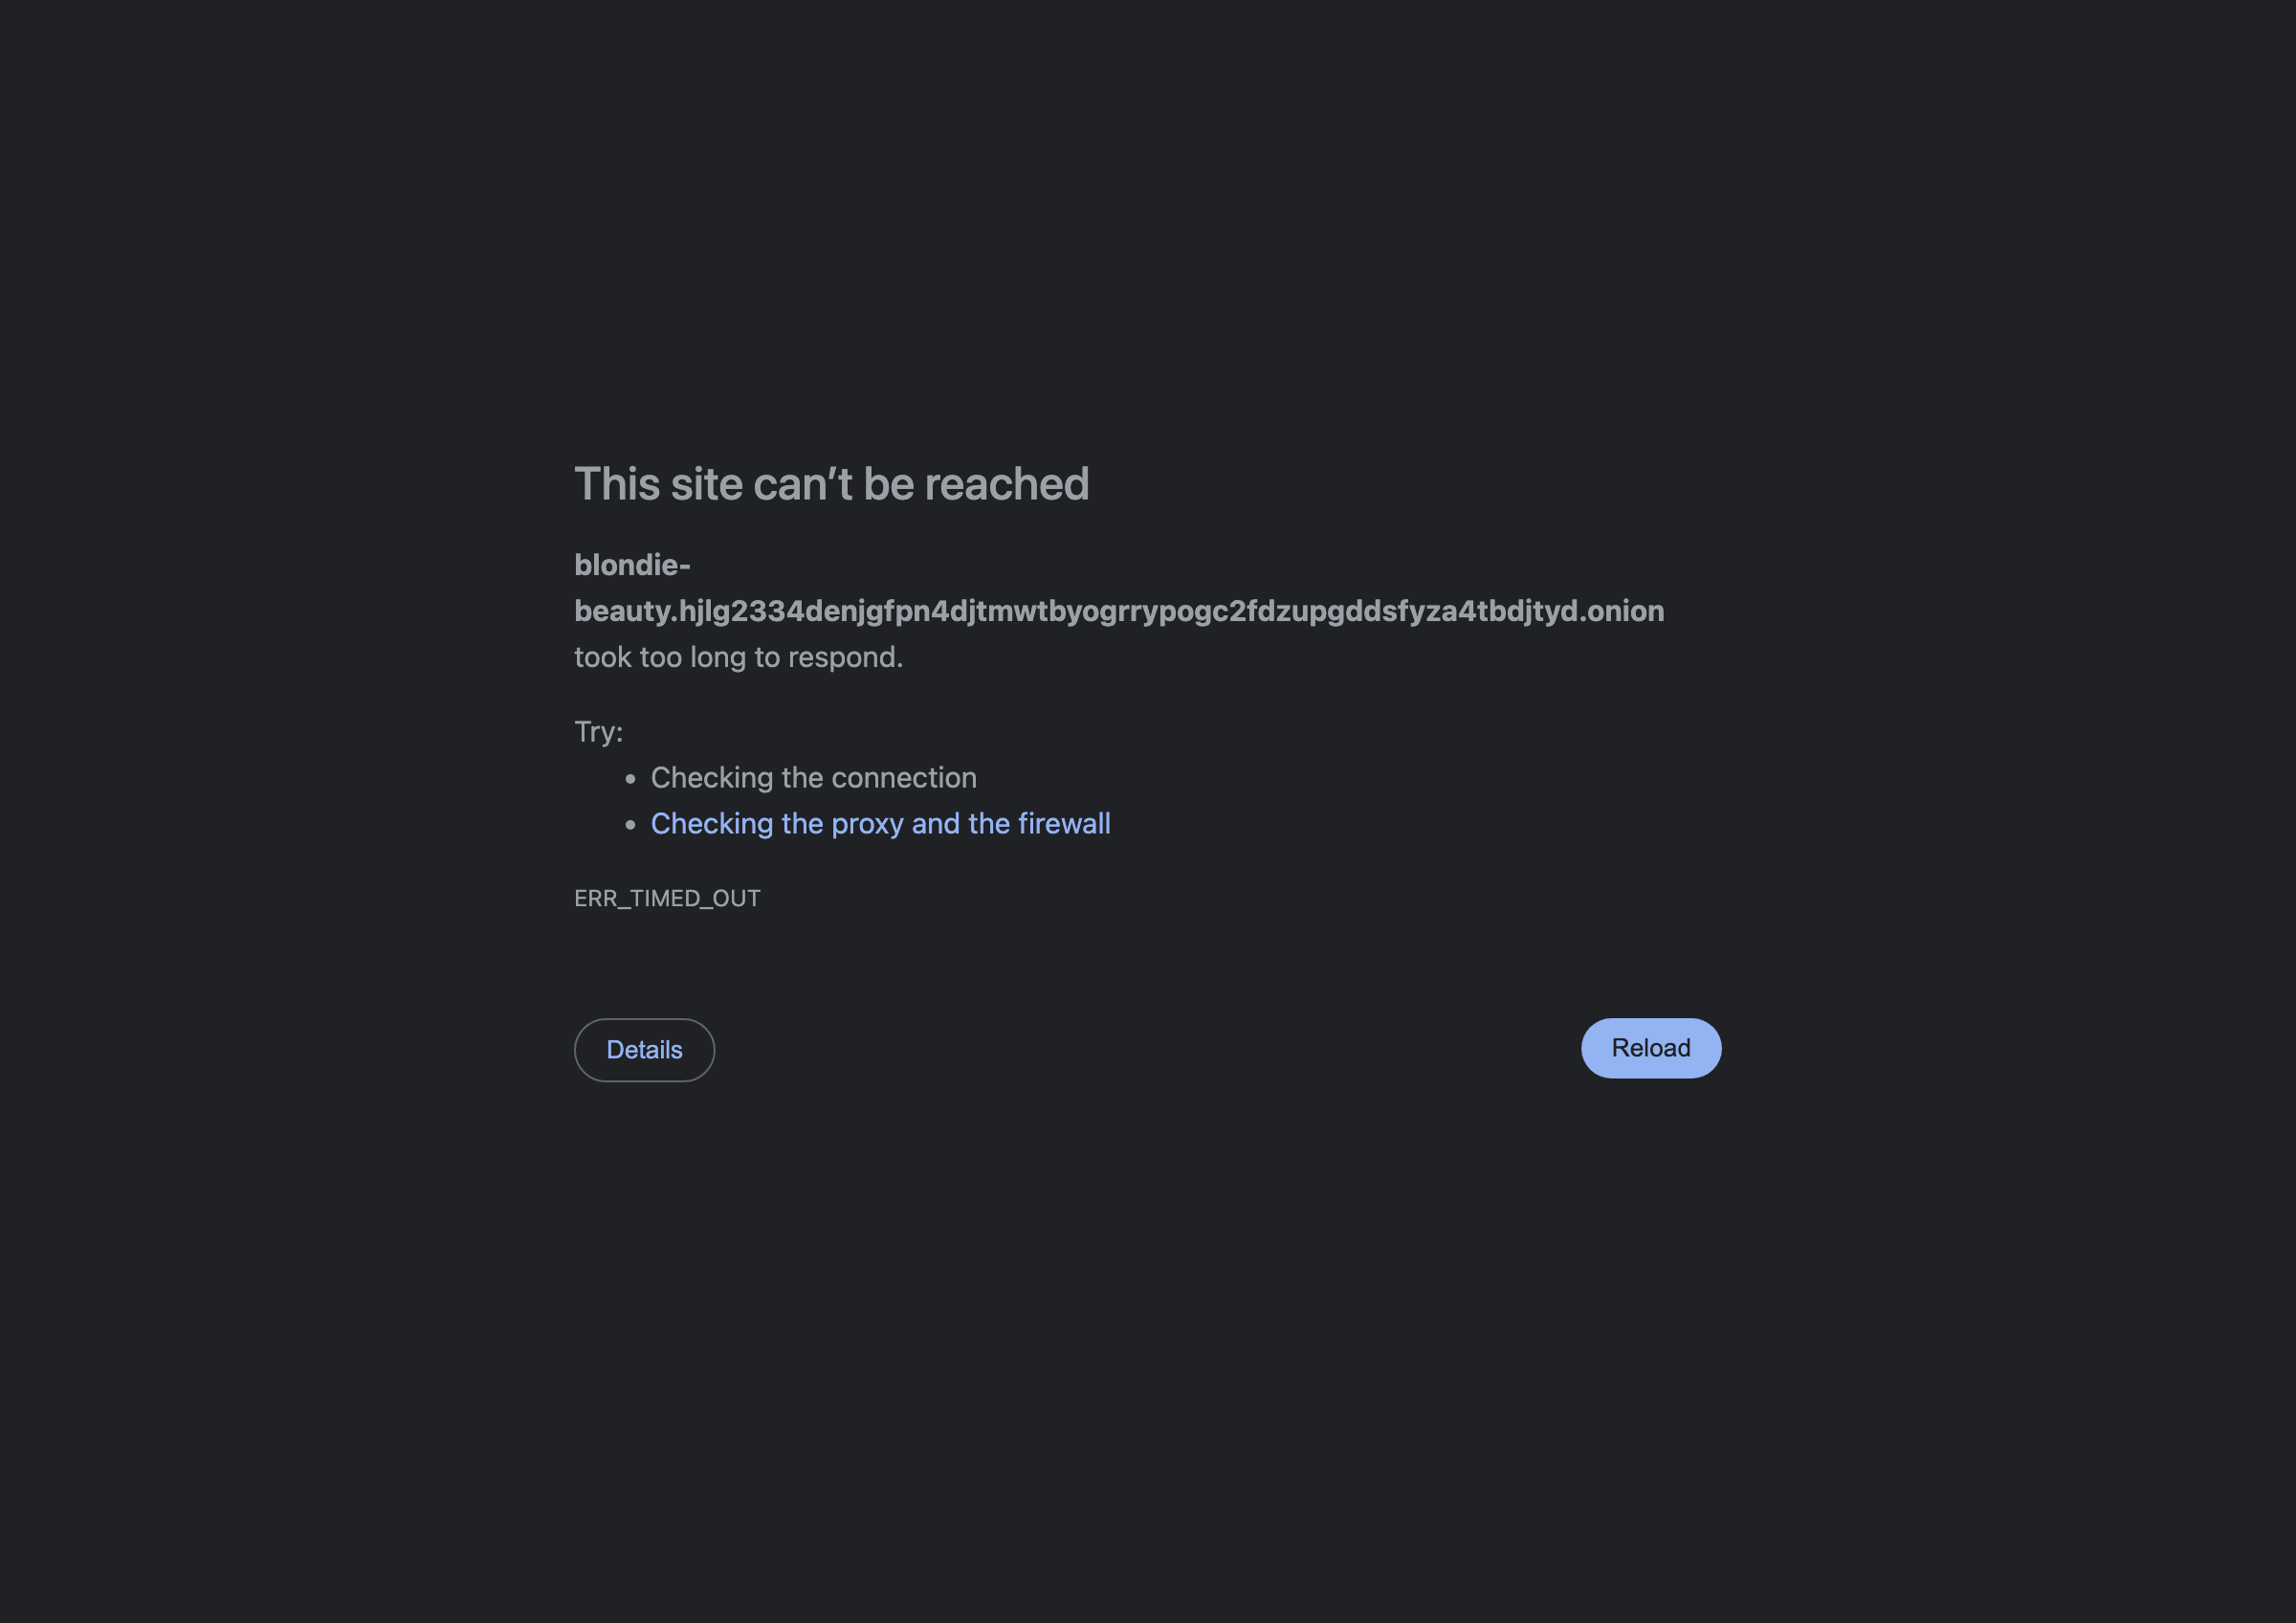 This site can’t be reached
blondie-
beauty.hjlg2334denjgfpn4djtmwtbyogrrypogc2fdzupgddsfyza4tbdjtyd.onion
took too long to respond.
Try:
• Checking the connection
• Checking the proxy and the firewall
ERR_TIMED_OUT
Details
Reload